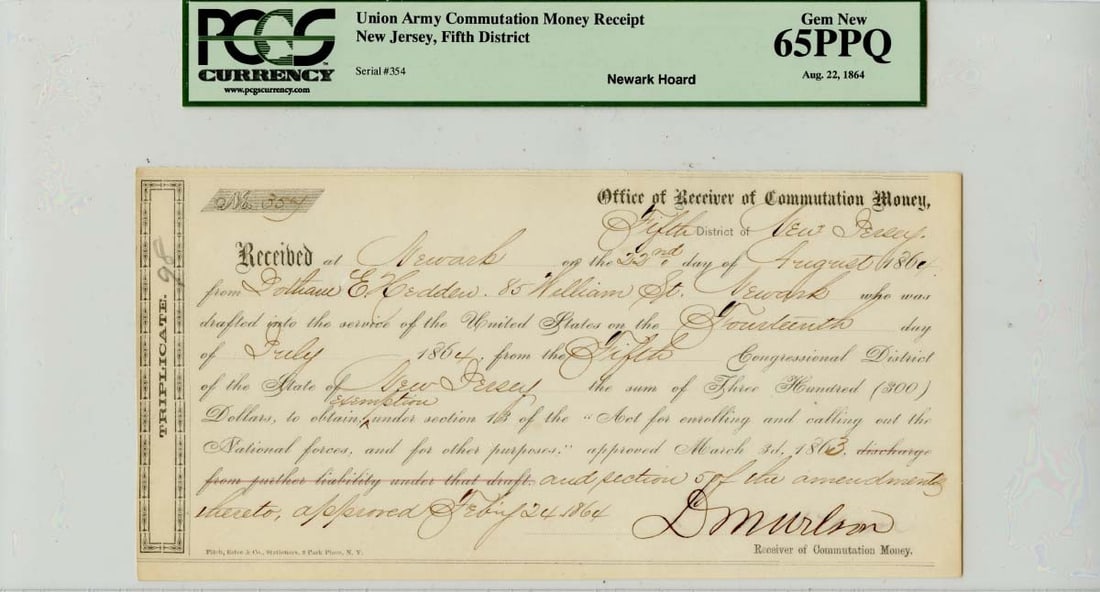 PCGS
CURRENCY
www.pcgscurrency.com
Union Army Commutation Money Receipt
New Jersey, Fifth District
Serial #354
Newark Hoard
Gem New
65PPQ
Aug. 22, 1864
TRIPLICATE. 98
No. 354
Office of Receiver of Commutation Money,
Fifth District of New Jersey.
Received at Newark on the 22nd day of August 1864
from E. Hedden. 85 William St. Newark who was
drafted into the service of the United States on the Fourteenth day
of July 1864, from the Fifth Congressional District
of the State of New Jersey the sum of Three Hundred (300)
exemption
Dollars, to obtain, ^ under section 13 of the "Act for enrolling and calling out the
National forces, and for other purposes," approved March 3d, 1863, discharge
from further liability under that draft. and section 5 of the amendments
thereto, approved Feby 24 1864
D M Wilson
Fitch, Estee & Co., Stationers, 3 Park Place, N. Y.
Receiver of Commutation Money.